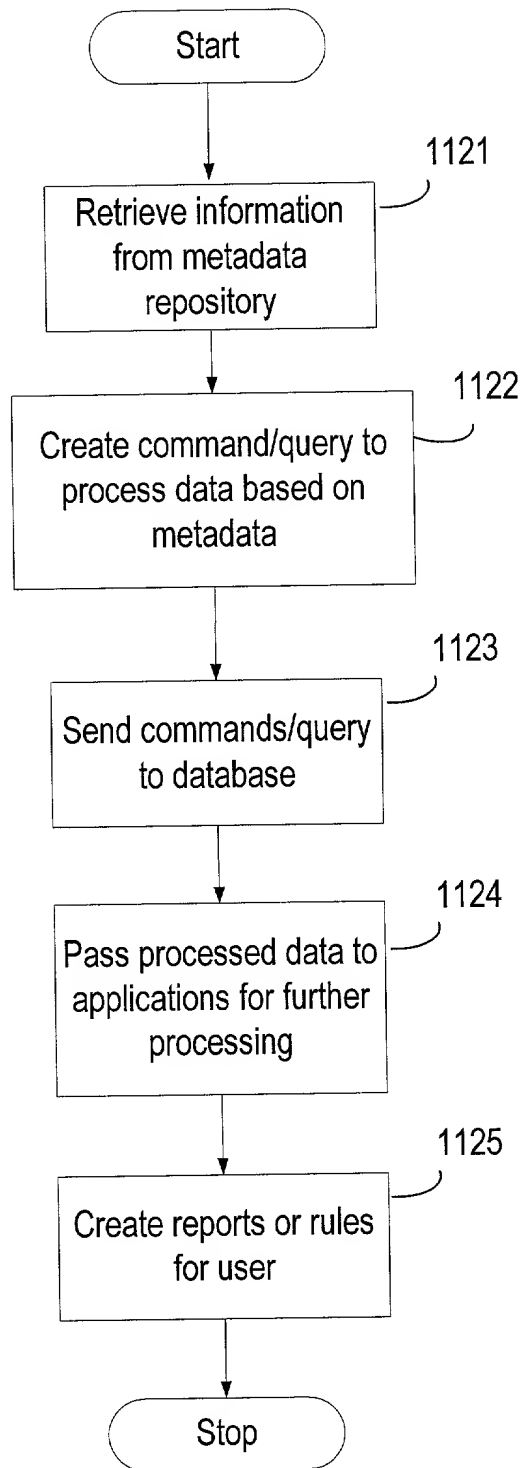 Start
1121
Retrieve information
from metadata
repository
1122
Create command/query to
process data based on
metadata
1123
Send commands/query
to database
1124
Pass processed data to
applications for further
processing
1125
Create reports or rules
for user
Stop